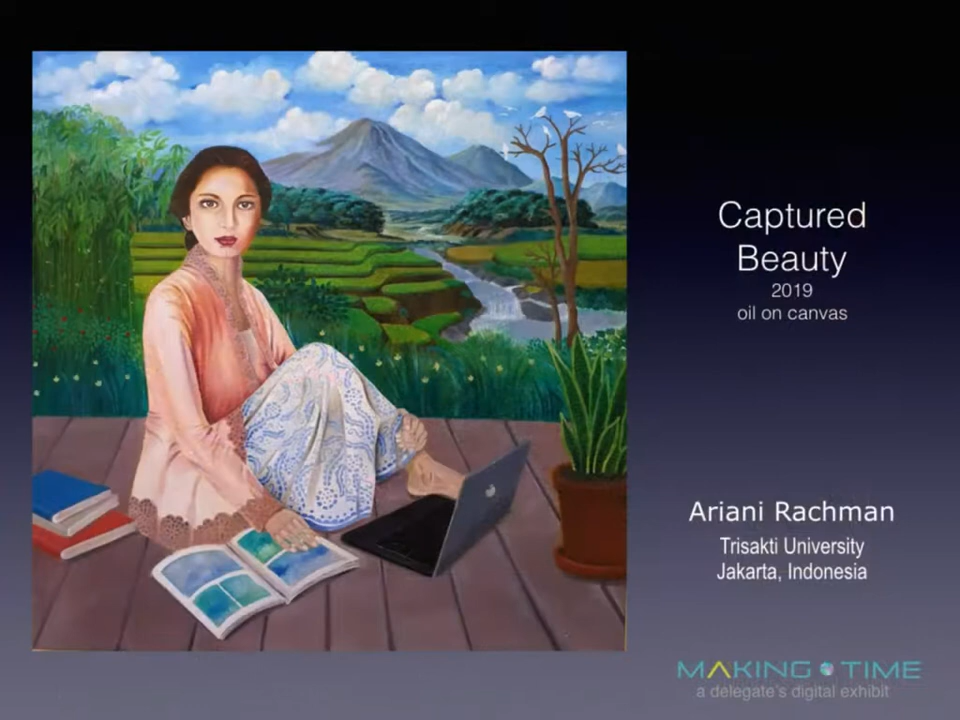 Captured
Beauty
2019
oil on canvas
Ariani Rachman
Trisakti University
Jakarta, Indonesia
MAKING TIME
a delegate's digital exhibit